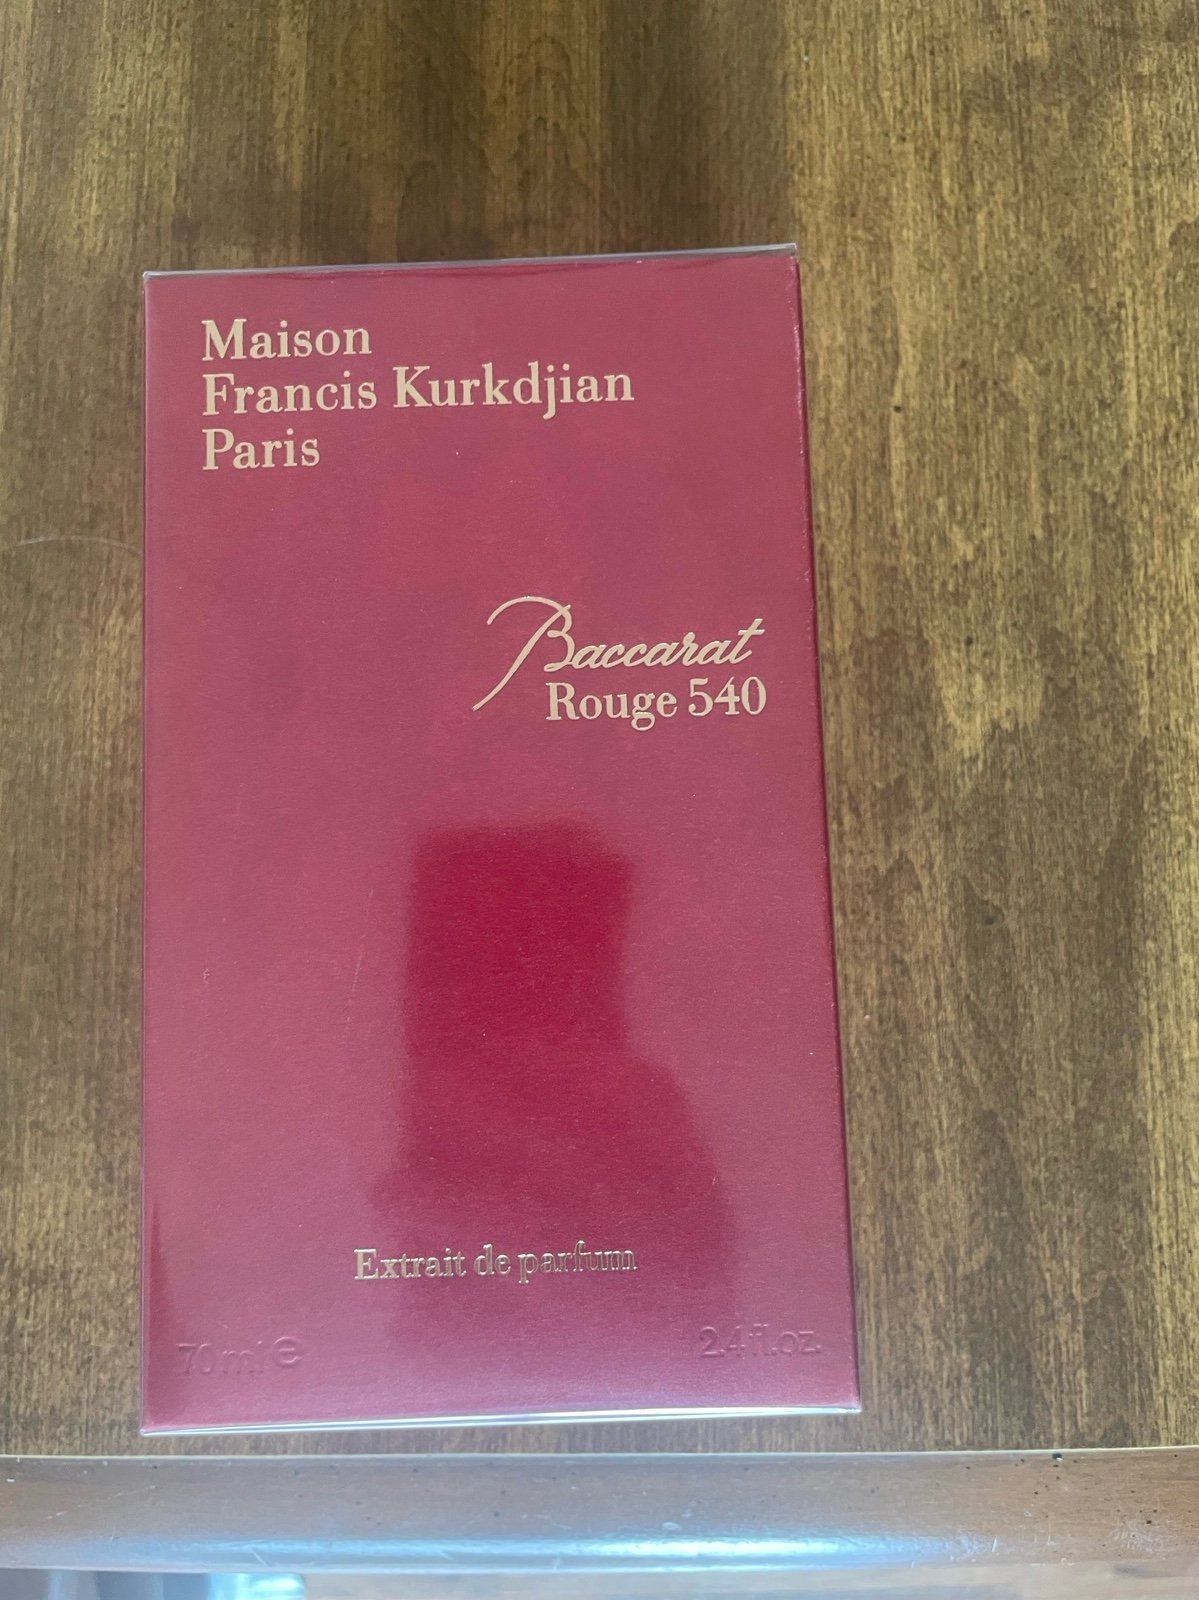 Maison
Francis Kurkdjian
Paris
Baccarat
Rouge 540
Extrait de parfum
70 ml ℮
2.4 fl.oz.